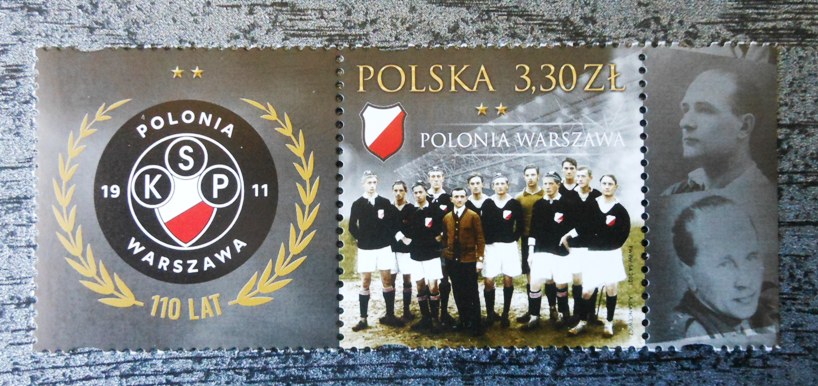 POLONIA
KSP
19 11
WARSZAWA
110 LAT
POLSKA 3,30 ZŁ
POLONIA WARSZAWA